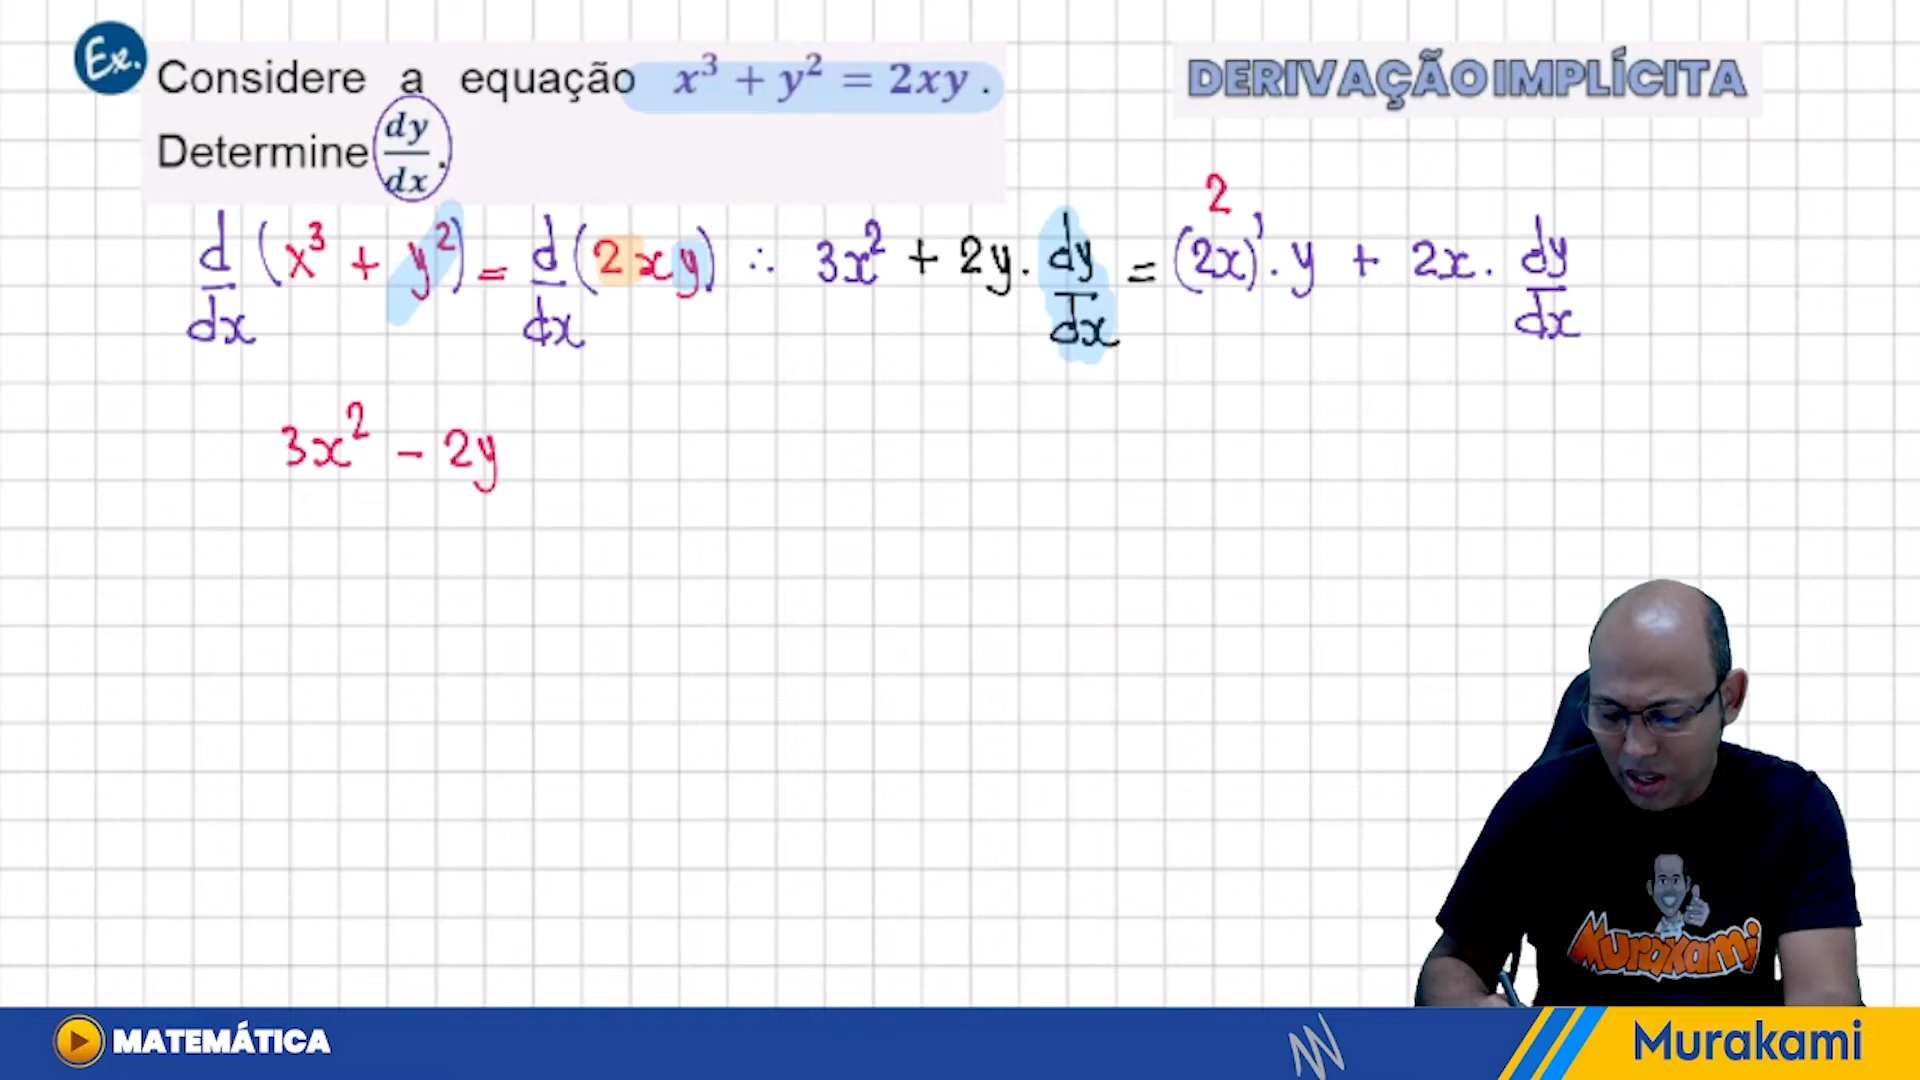 Ex.
Considere a equação x³ + y² = 2xy .
Determine dy/dx.
DERIVAÇÃO IMPLÍCITA
d/dx (x³ + y²) = d/dx (2xy) ∴ 3x² + 2y . dy/dx = (2x)' . y + 2x . dy/dx
2
3x² - 2y
Murakami
MATEMÁTICA
Murakami